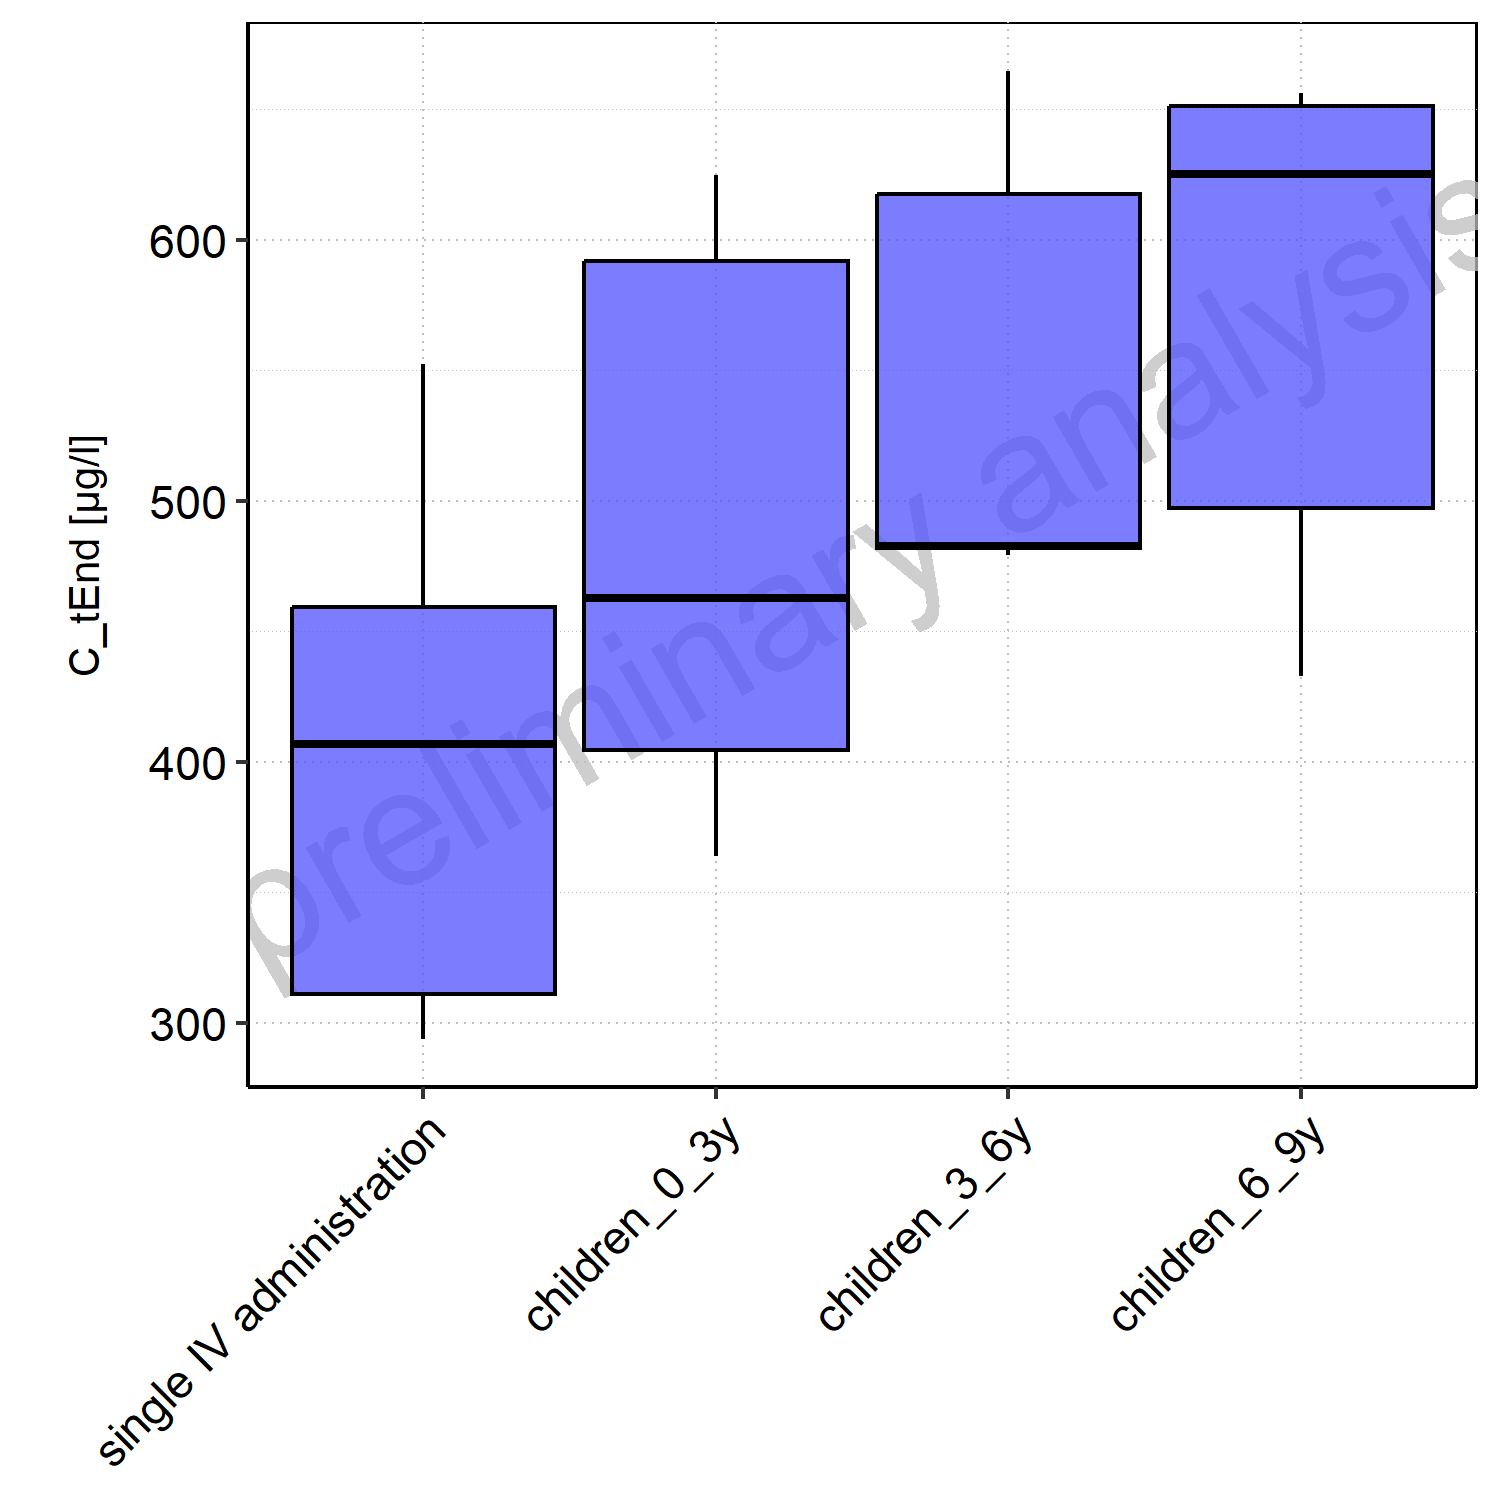 C_tEnd [µg/l]
600
500
400
300
preliminary analysis
single IV administration
children_0_3y
children_3_6y
children_6_9y